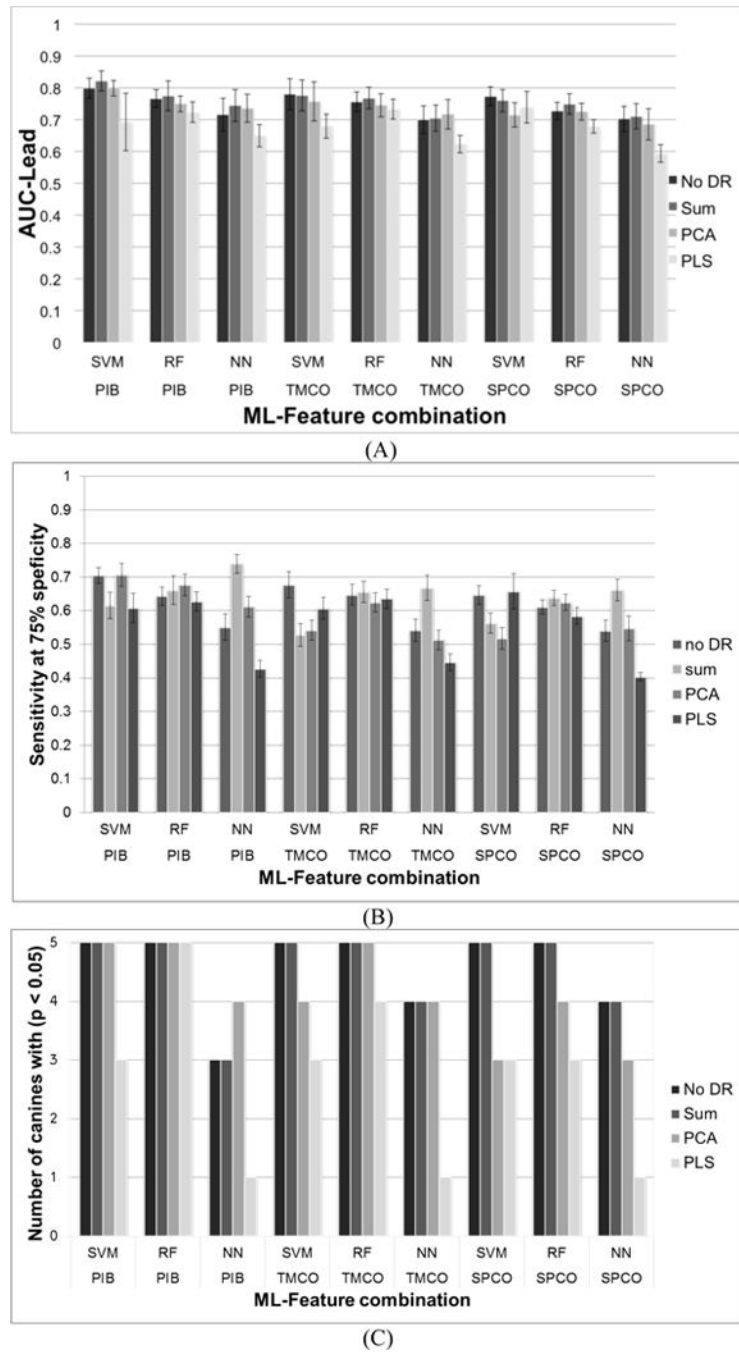 1
0.9
0.8
0.7
0.6
0.5
0.4
0.3
0.2
0.1
0
AUC-Lead
No DR
Sum
PCA
PLS
SVM RF NN SVM RF NN SVM RF NN
PIB PIB PIB TMCO TMCO TMCO SPCO SPCO SPCO
ML-Feature combination
(A)
1
0.9
0.8
0.7
0.6
0.5
0.4
0.3
0.2
0.1
0
Sensitivity at 75% speficity
no DR
sum
PCA
PLS
SVM RF NN SVM RF NN SVM RF NN
PIB PIB PIB TMCO TMCO TMCO SPCO SPCO SPCO
ML-Feature combination
(B)
5
4
3
2
1
0
Number of canines with (p < 0.05)
No DR
Sum
PCA
PLS
SVM RF NN SVM RF NN SVM RF NN
PIB PIB PIB TMCO TMCO TMCO SPCO SPCO SPCO
ML-Feature combination
(C)